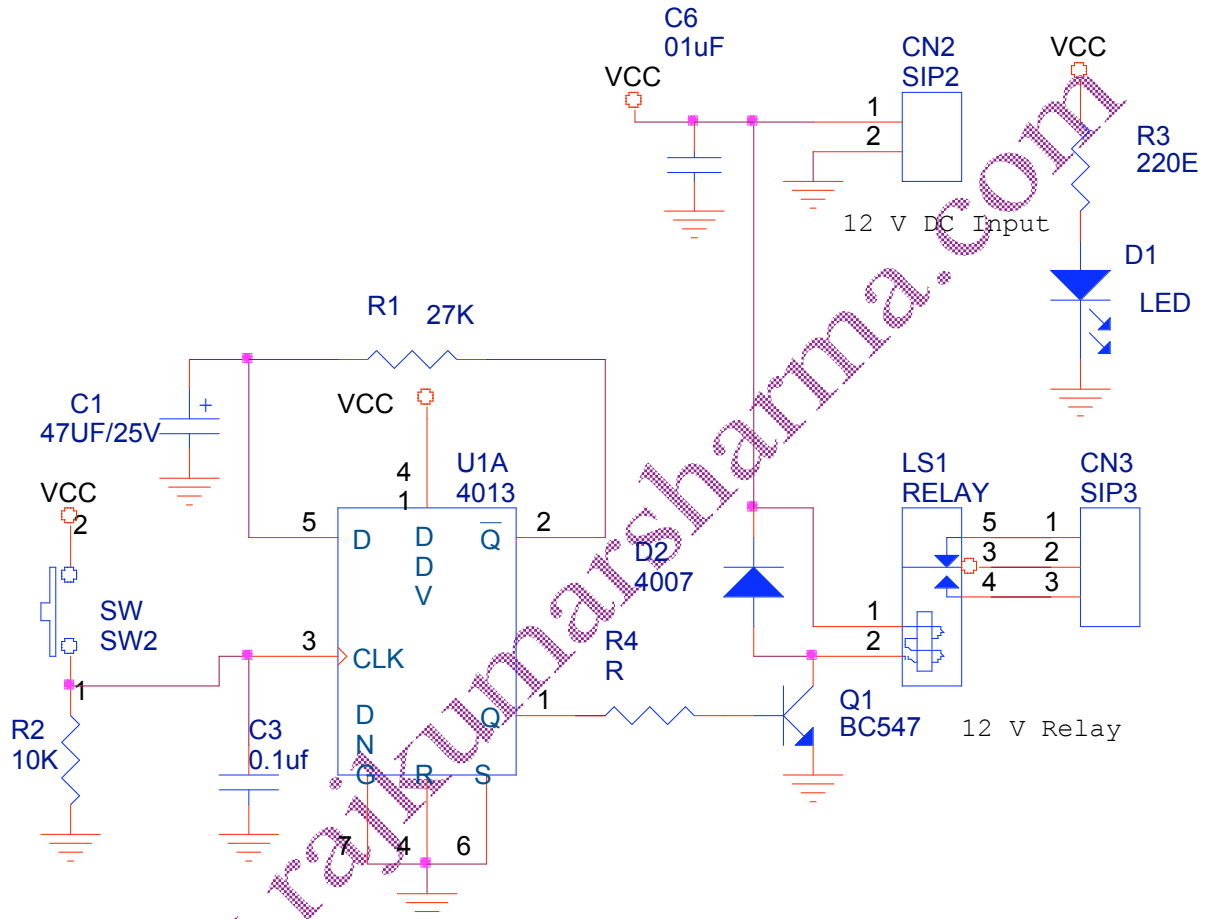 C6
01uF
VCC
CN2
SIP2
1
2
12 V DC Input
VCC
R3
220E
D1
LED
R1
27K
C1
47UF/25V
+
VCC
14
U1A
4013
5
D
D
D
V
Q
2
VCC
2
SW
SW2
1
3
CLK
R2
10K
C3
0.1uf
D
N
G
R
S
Q
1
7
4
6
D2
4007
R4
R
Q1
BC547
LS1
RELAY
5
3
4
1
2
12 V Relay
CN3
SIP3
1
2
3
rajkumarsharma.com